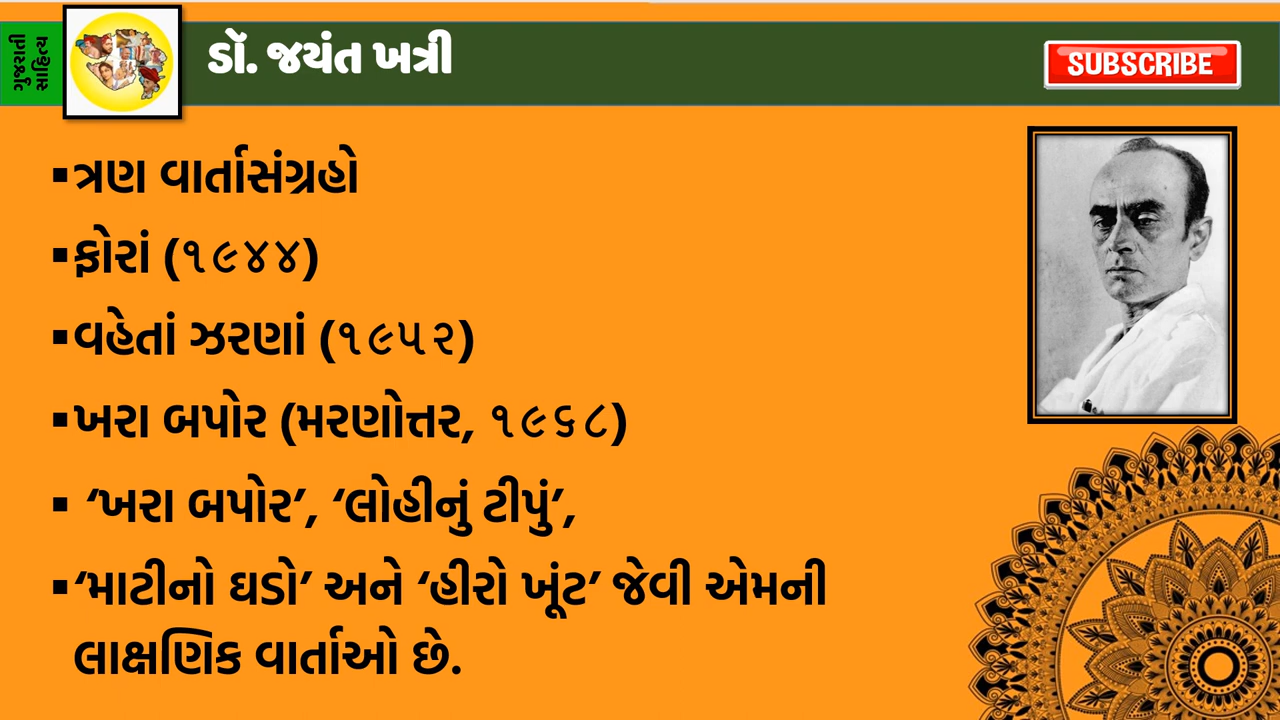 ગુજરાતી
સાહિત્ય
ડૉ. જયંત ખત્રી
SUBSCRIBE
▪ત્રણ વાર્તાસંગ્રહો
▪ફોરાં (૧૯૪૪)
▪વહેતાં ઝરણાં (૧૯૫૨)
▪ખરા બપોર (મરણોત્તર, ૧૯૬૮)
▪ ‘ખરા બપોર’, ‘લોહીનું ટીપું’,
▪‘માટીનો ઘડો’ અને ‘હીરો ખૂંટ’ જેવી એમની
લાક્ષણિક વાર્તાઓ છે.